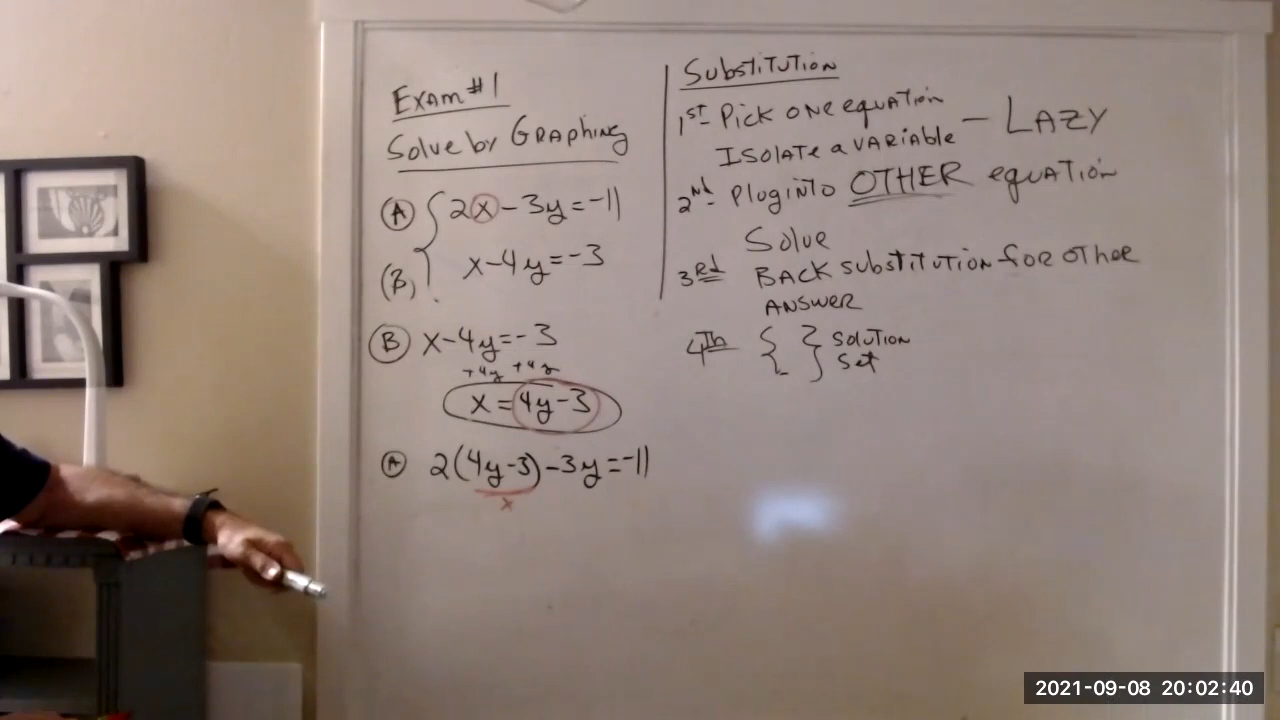 Exam #1
Solve by Graphing
(A) { 2x - 3y = -11
(B) x - 4y = -3
(B) x - 4y = -3
+4y +4y
x = 4y - 3
(A) 2(4y-3) - 3y = -11
x
Substitution
1st Pick one equation
Isolate a variable - LAZY
2nd Plug into OTHER equation
Solve
3rd Back substitution for other
Answer
4th { } Solution
Set
2021-09-08 20:02:40